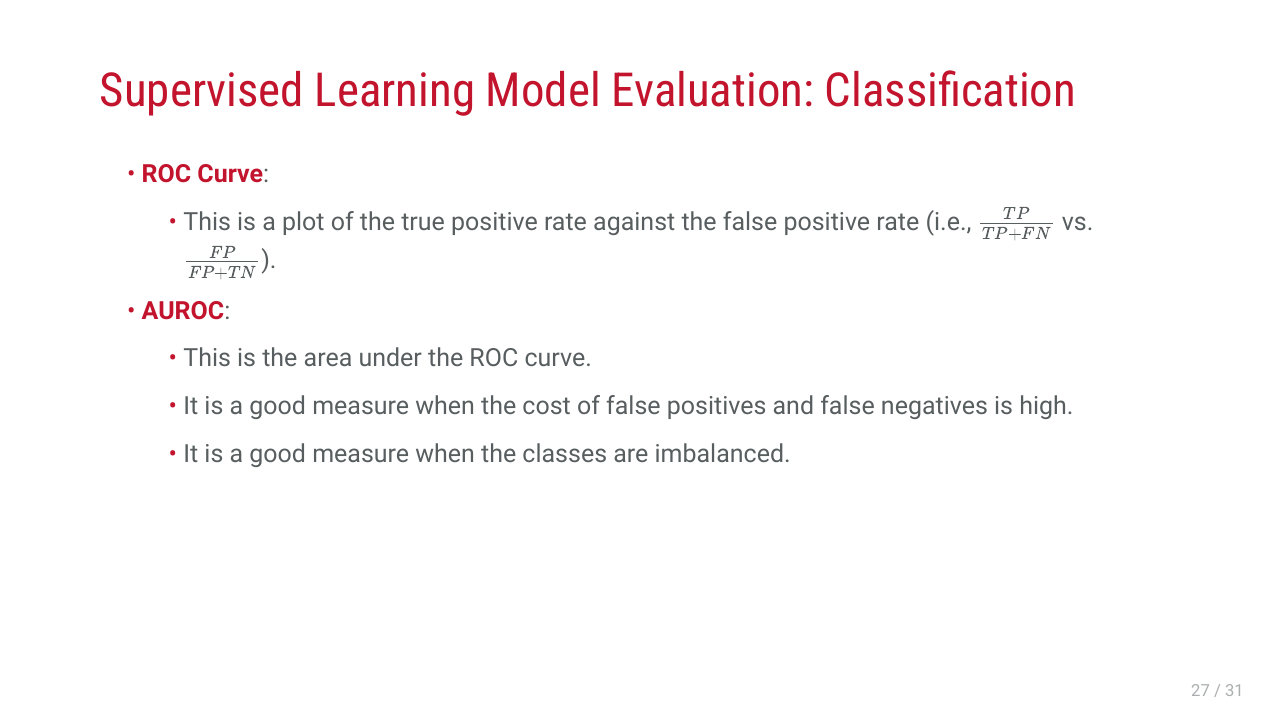 Supervised Learning Model Evaluation: Classification
• ROC Curve:
• This is a plot of the true positive rate against the false positive rate (i.e., \frac{TP}{TP+FN} vs.
\frac{FP}{FP+TN}).
• AUROC:
• This is the area under the ROC curve.
• It is a good measure when the cost of false positives and false negatives is high.
• It is a good measure when the classes are imbalanced.
27 / 31